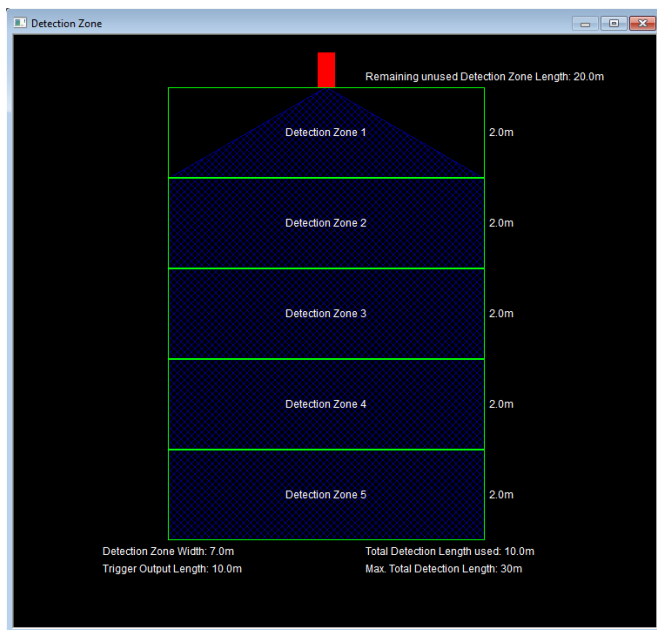 Detection Zone
Remaining unused Detection Zone Length: 20.0m
Detection Zone 1
2.0m
Detection Zone 2
2.0m
Detection Zone 3
2.0m
Detection Zone 4
2.0m
Detection Zone 5
2.0m
Detection Zone Width: 7.0m
Total Detection Length used: 10.0m
Trigger Output Length: 10.0m
Max. Total Detection Length: 30m